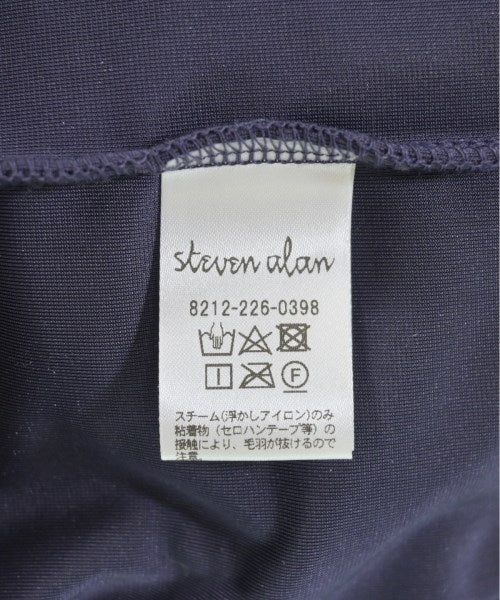 steven alan
8212-226-0398
F
スチーム(浮かしアイロン)のみ
粘着物(セロハンテープ等)の
接触により、毛羽が抜けるので
注意。